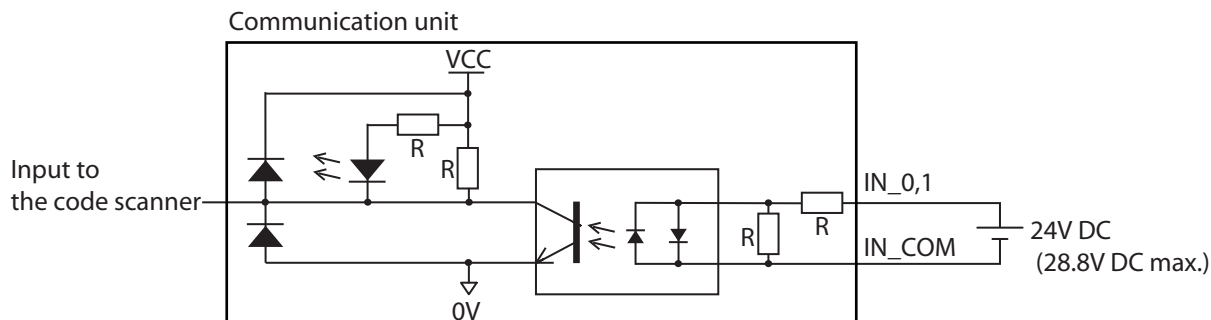 Communication unit
VCC
R
R
Input to
the code scanner
IN_0,1
R
R
IN_COM
24V DC
(28.8V DC max.)
0V